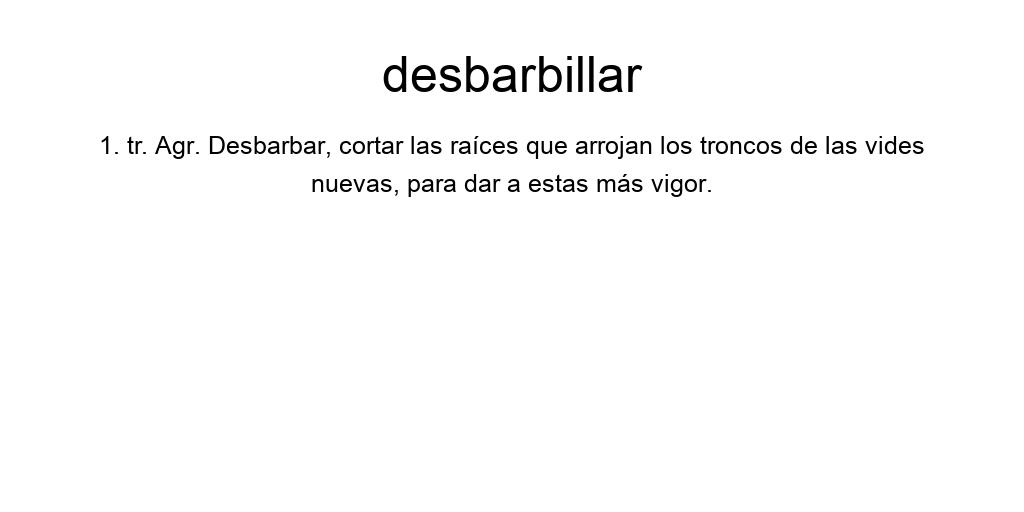 desbarbillar
1. tr. Agr. Desbarbar, cortar las raíces que arrojan los troncos de las vides
nuevas, para dar a estas más vigor.